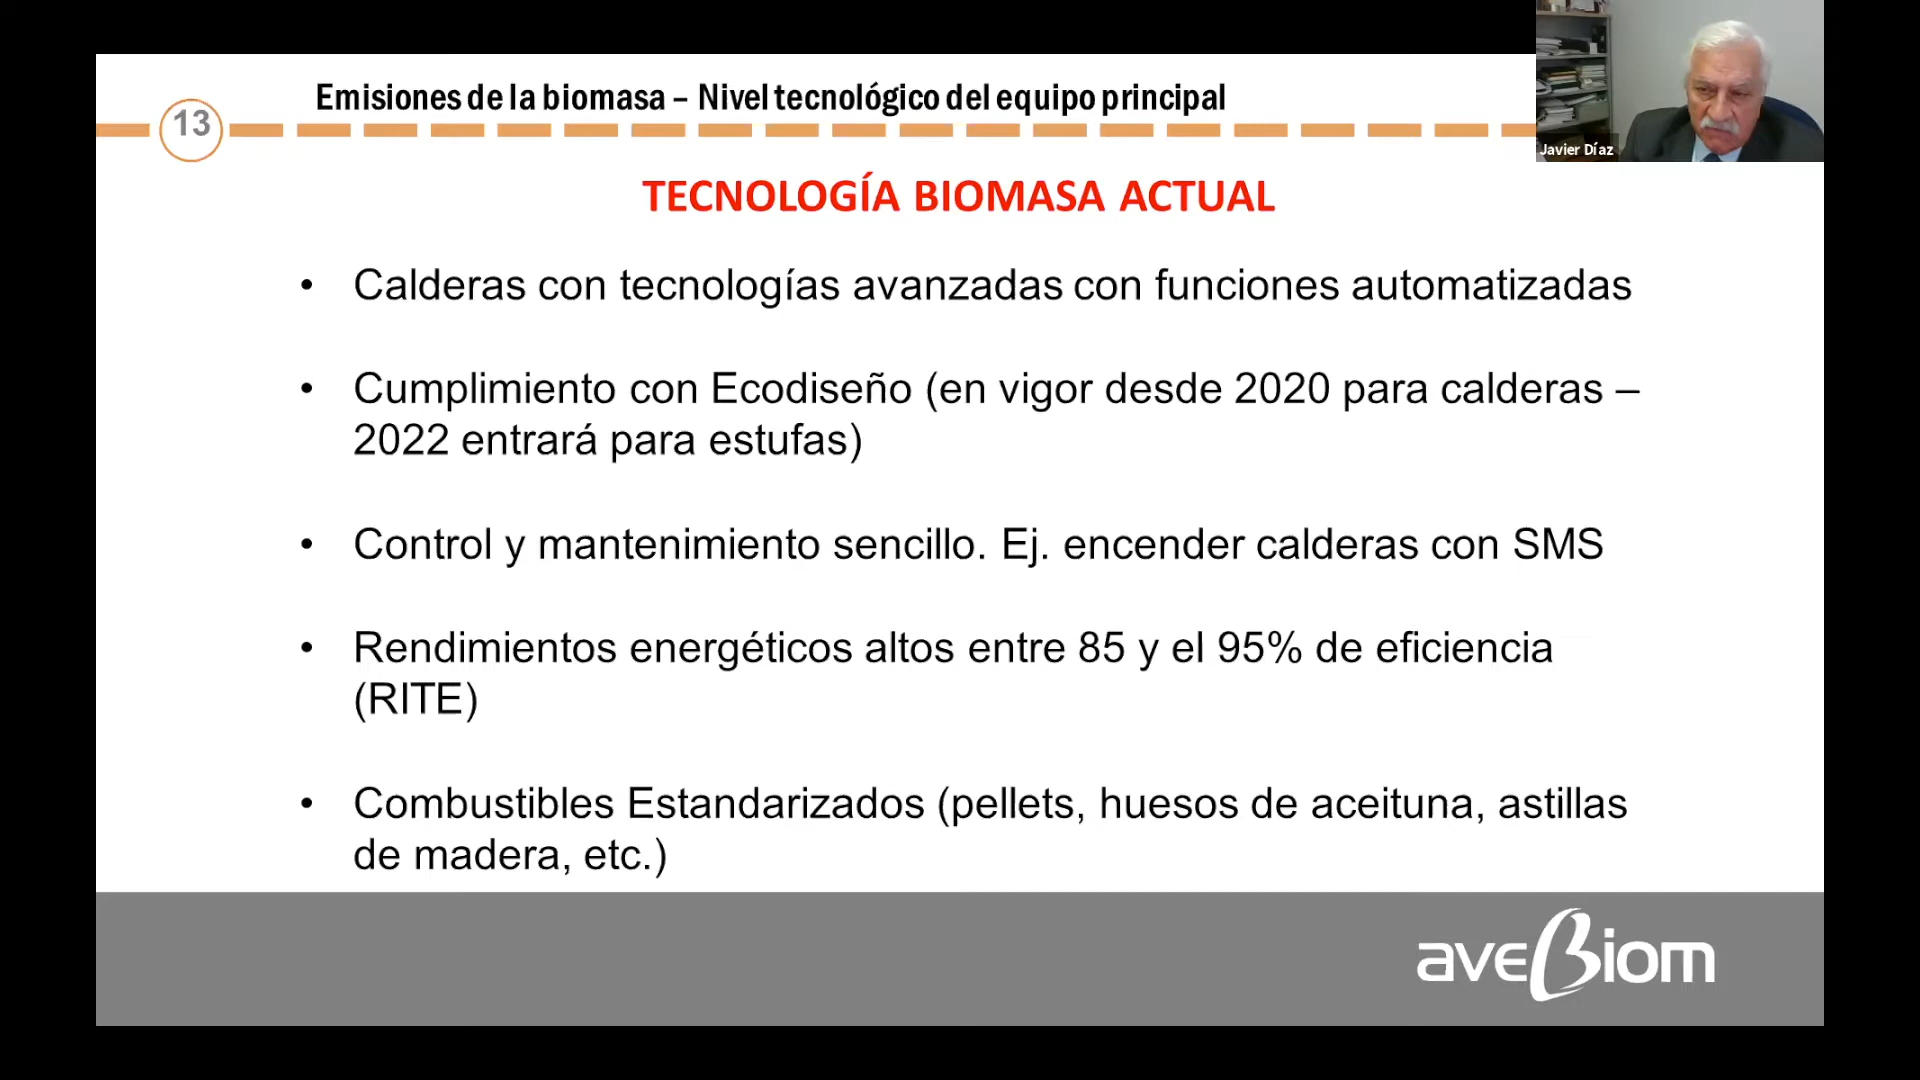 Emisiones de la biomasa – Nivel tecnológico del equipo principal
13
Javier Díaz
TECNOLOGÍA BIOMASA ACTUAL
• Calderas con tecnologías avanzadas con funciones automatizadas
• Cumplimiento con Ecodiseño (en vigor desde 2020 para calderas –
2022 entrará para estufas)
• Control y mantenimiento sencillo. Ej. encender calderas con SMS
• Rendimientos energéticos altos entre 85 y el 95% de eficiencia
(RITE)
• Combustibles Estandarizados (pellets, huesos de aceituna, astillas
de madera, etc.)
aveBiom